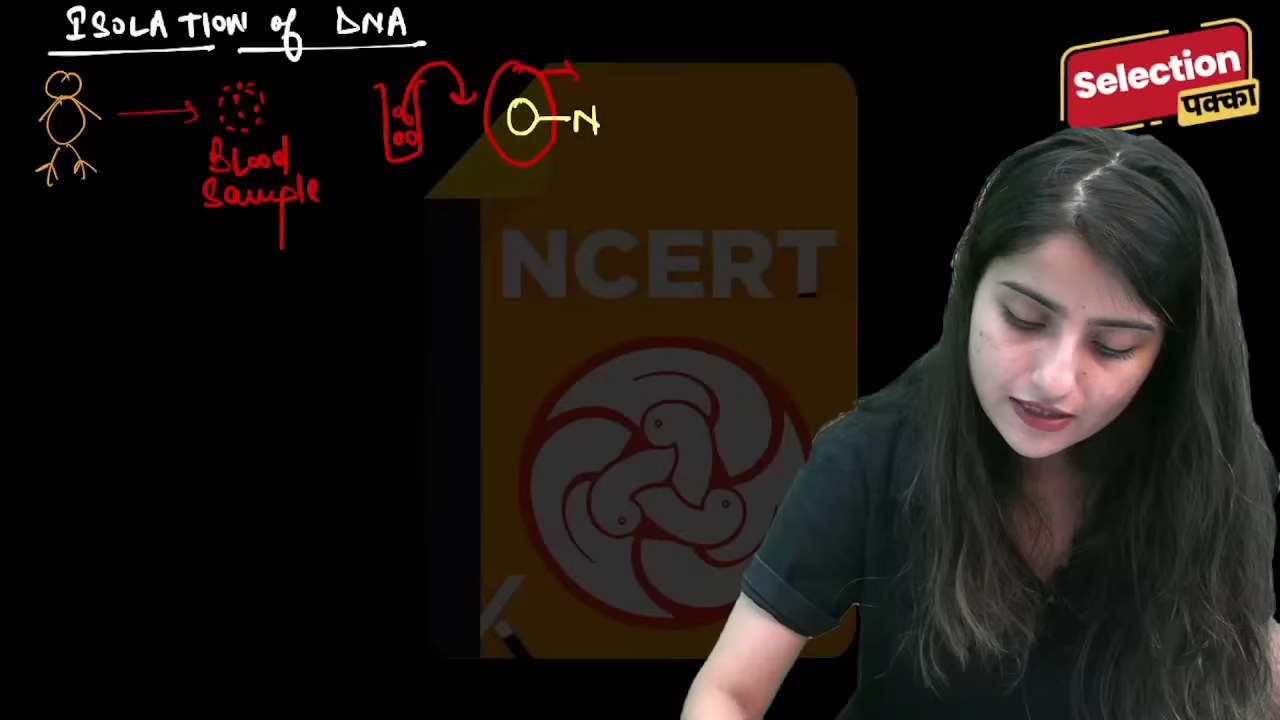 ISOLATION of DNA
N
Blood
Sample
NCERT
Selection
पक्का